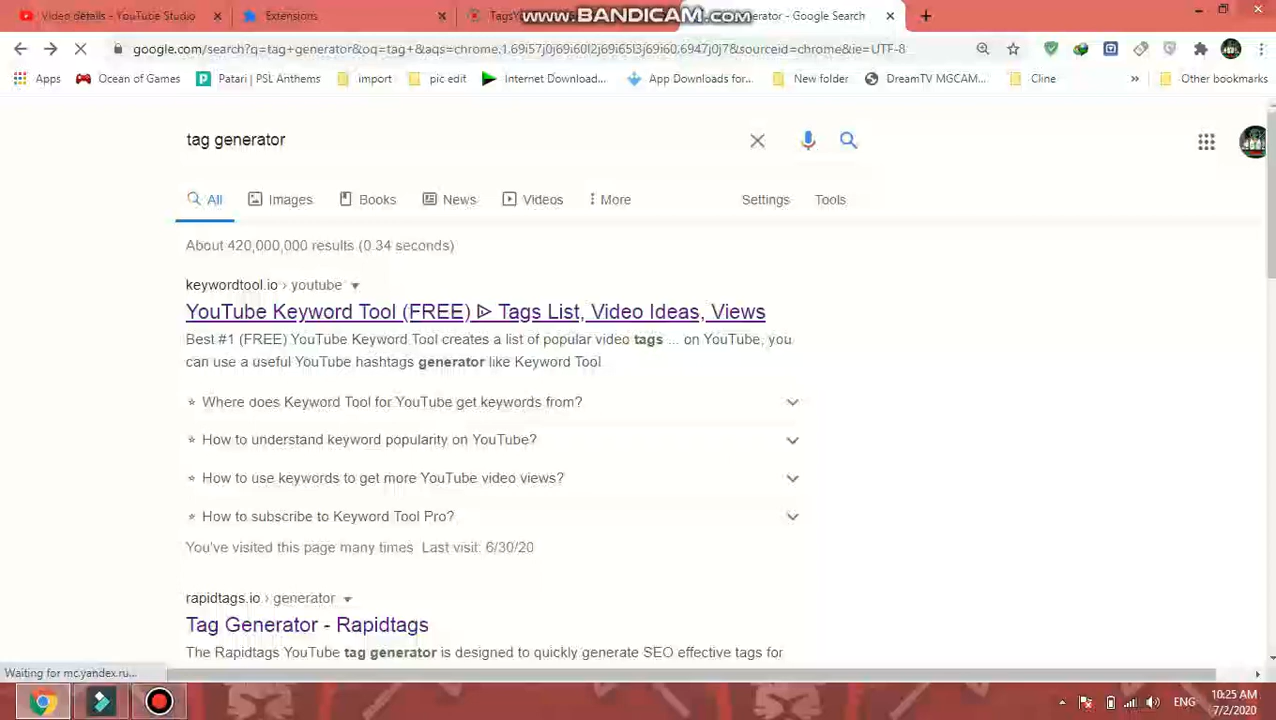 Video details - YouTube Studio
Extensions
TagsY
www.BANDICAM.com
nerator - Google Search
google.com/search?q=tag+generator&oq=tag+&aqs=chrome.1.69i57j0j69i60l2j69i65l3j69i60.6947j0j7&sourceid=chrome&ie=UTF-8
Apps
Ocean of Games
Patari | PSL Anthems
import
pic edit
Internet Download...
App Downloads for...
New folder
DreamTV MGCAM...
Cline
»
Other bookmarks
tag generator
All
Images
Books
News
Videos
More
Settings
Tools
About 420,000,000 results (0.34 seconds)
keywordtool.io › youtube
YouTube Keyword Tool (FREE) ᐈ Tags List, Video Ideas, Views
Best #1 (FREE) YouTube Keyword Tool creates a list of popular video tags ... on YouTube, you
can use a useful YouTube hashtags generator like Keyword Tool.
⭐ Where does Keyword Tool for YouTube get keywords from?
⭐ How to understand keyword popularity on YouTube?
⭐ How to use keywords to get more YouTube video views?
⭐ How to subscribe to Keyword Tool Pro?
You've visited this page many times. Last visit: 6/30/20
rapidtags.io › generator
Tag Generator - Rapidtags
The Rapidtags YouTube tag generator is designed to quickly generate SEO effective tags for
Waiting for mc.yandex.ru...
ENG
10:25 AM
7/2/2020